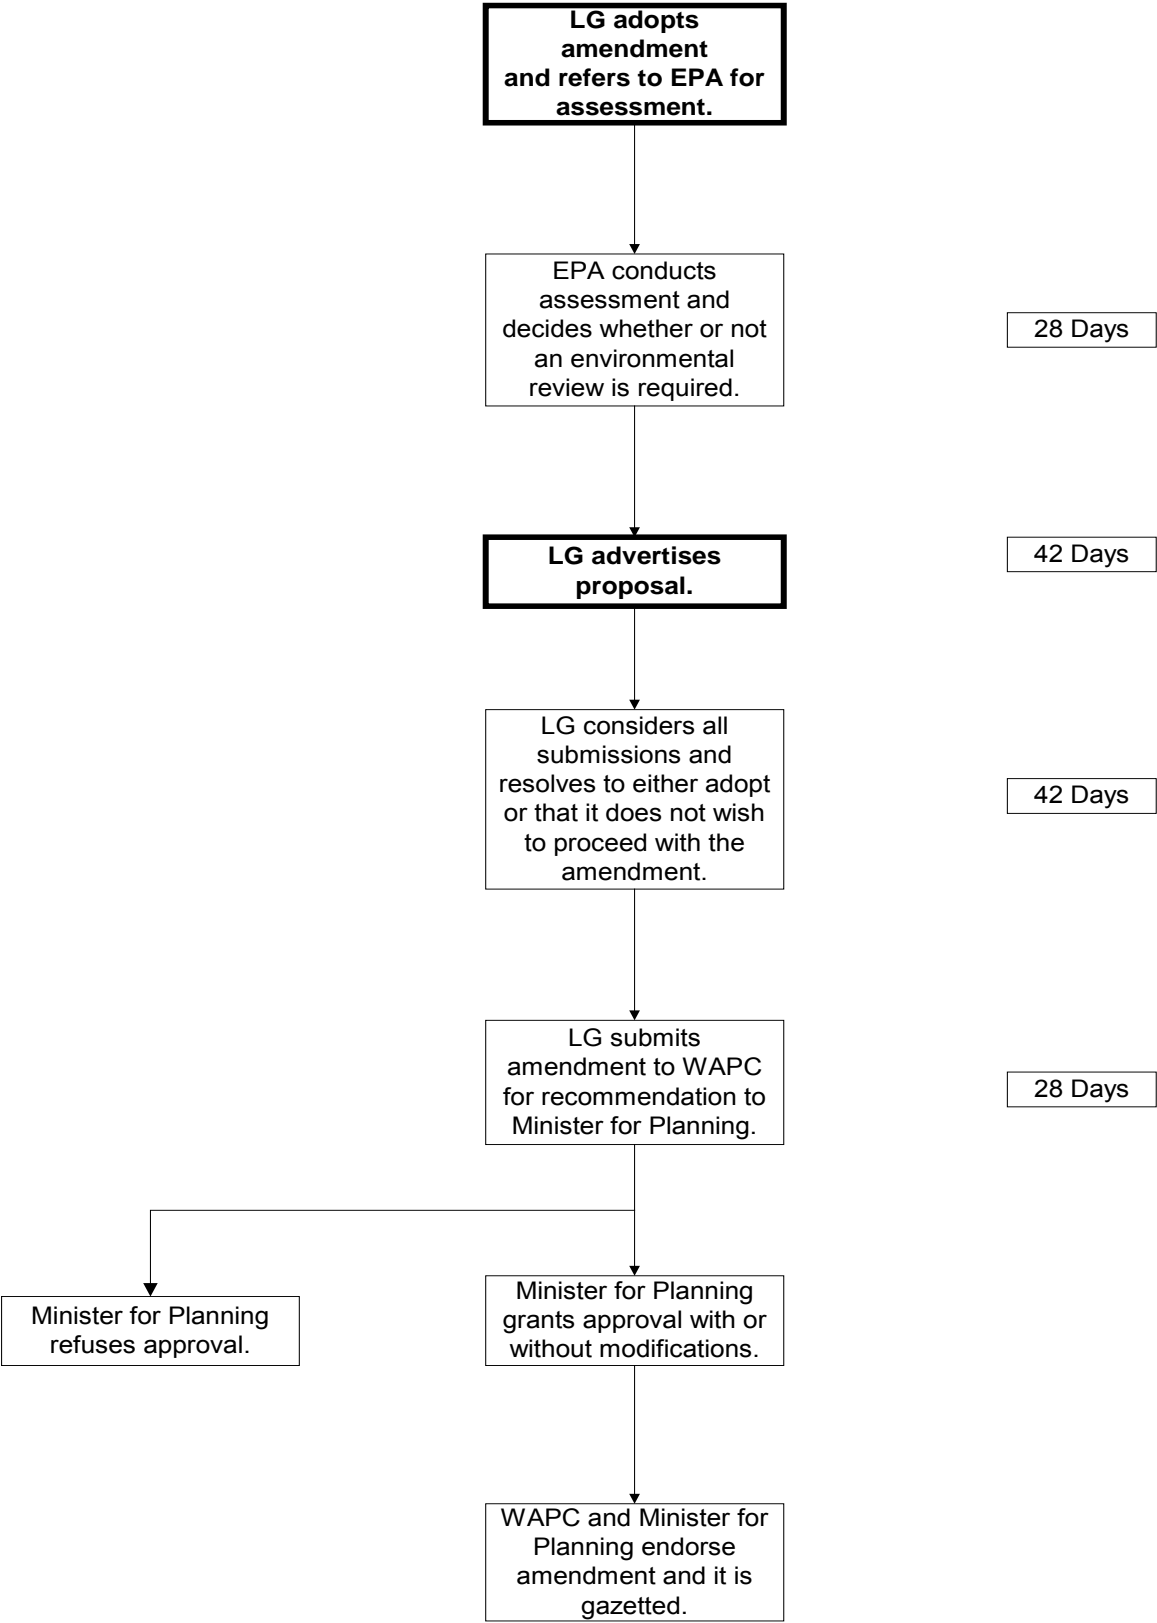 LG adopts
amendment
and refers to EPA for
assessment.
EPA conducts
assessment and
decides whether or not
an environmental
review is required.
28 Days
LG advertises
proposal.
42 Days
LG considers all
submissions and
resolves to either adopt
or that it does not wish
to proceed with the
amendment.
42 Days
LG submits
amendment to WAPC
for recommendation to
Minister for Planning.
28 Days
Minister for Planning
refuses approval.
Minister for Planning
grants approval with or
without modifications.
WAPC and Minister for
Planning endorse
amendment and it is
gazetted.